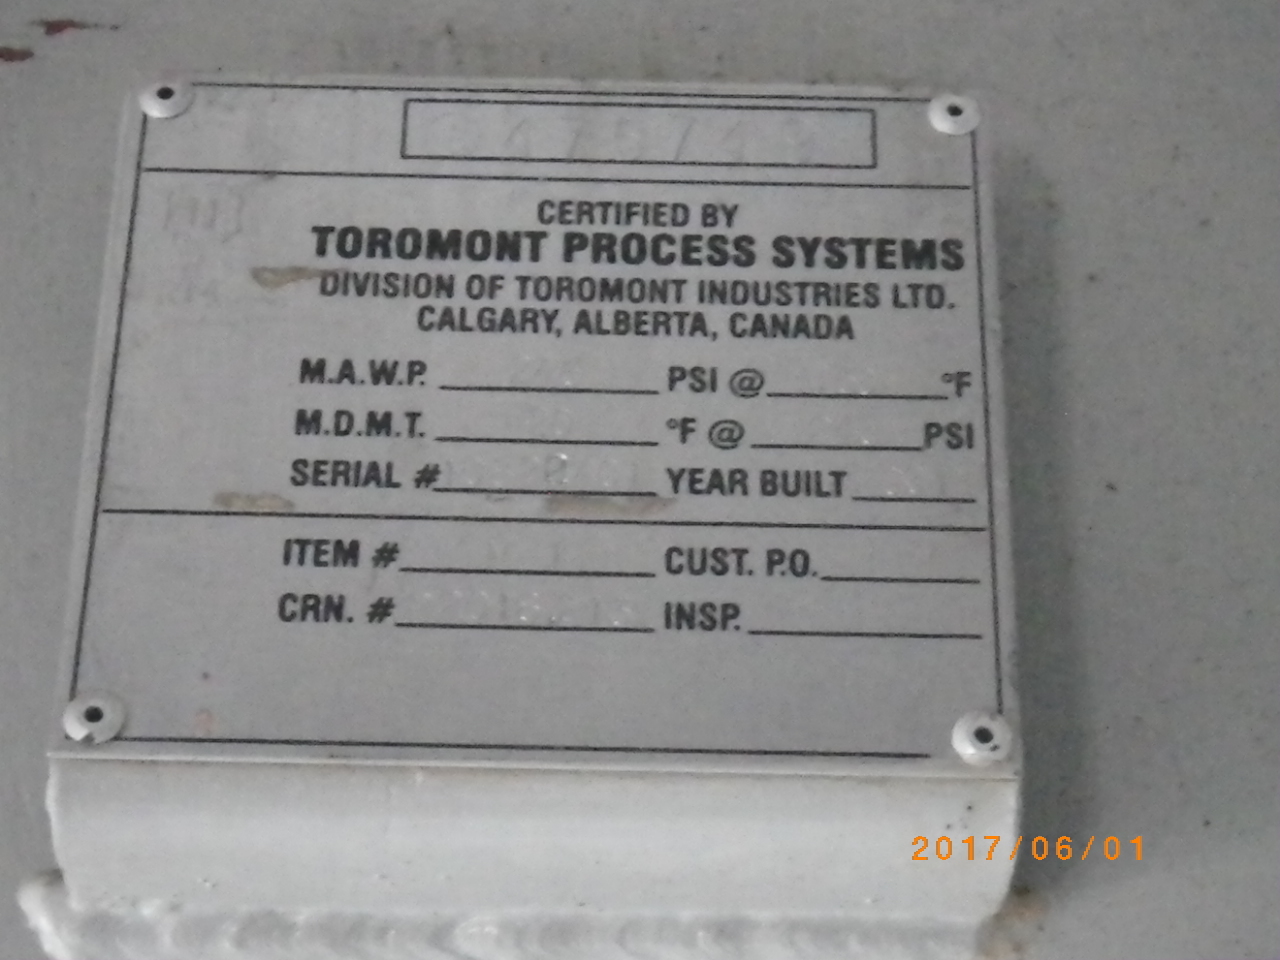 CERTIFIED BY
TOROMONT PROCESS SYSTEMS
DIVISION OF TOROMONT INDUSTRIES LTD.
CALGARY, ALBERTA, CANADA
M.A.W.P. PSI @ °F
M.D.M.T. °F @ PSI
SERIAL # YEAR BUILT
ITEM # CUST. P.O.
CRN. # INSP.
2017/06/01